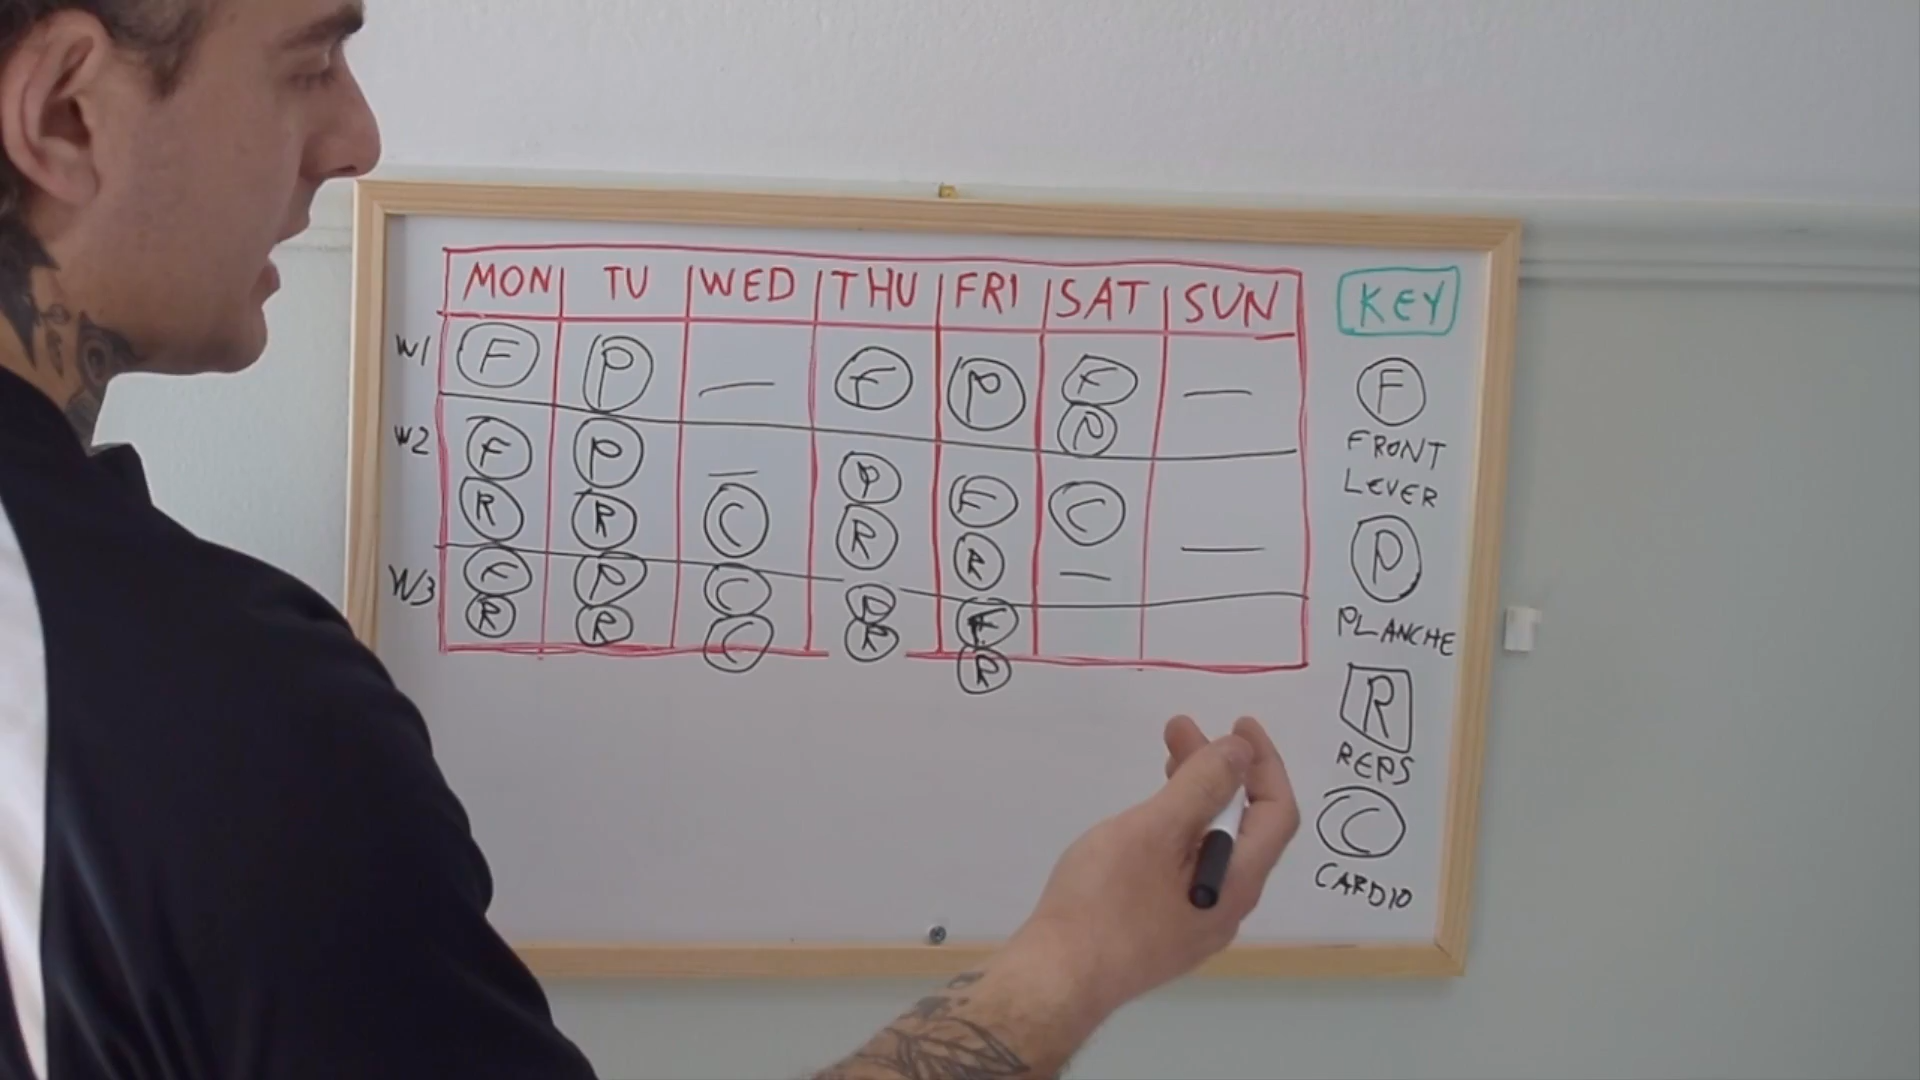 MON TU WED THU FRI SAT SUN
W1 F P — F P F
P
W2 F P — P F C —
R R C R R —
W3 F P C P F
R R C R R
KEY
F
FRONT
LEVER
P
PLANCHE
R
REPS
C
CARDIO